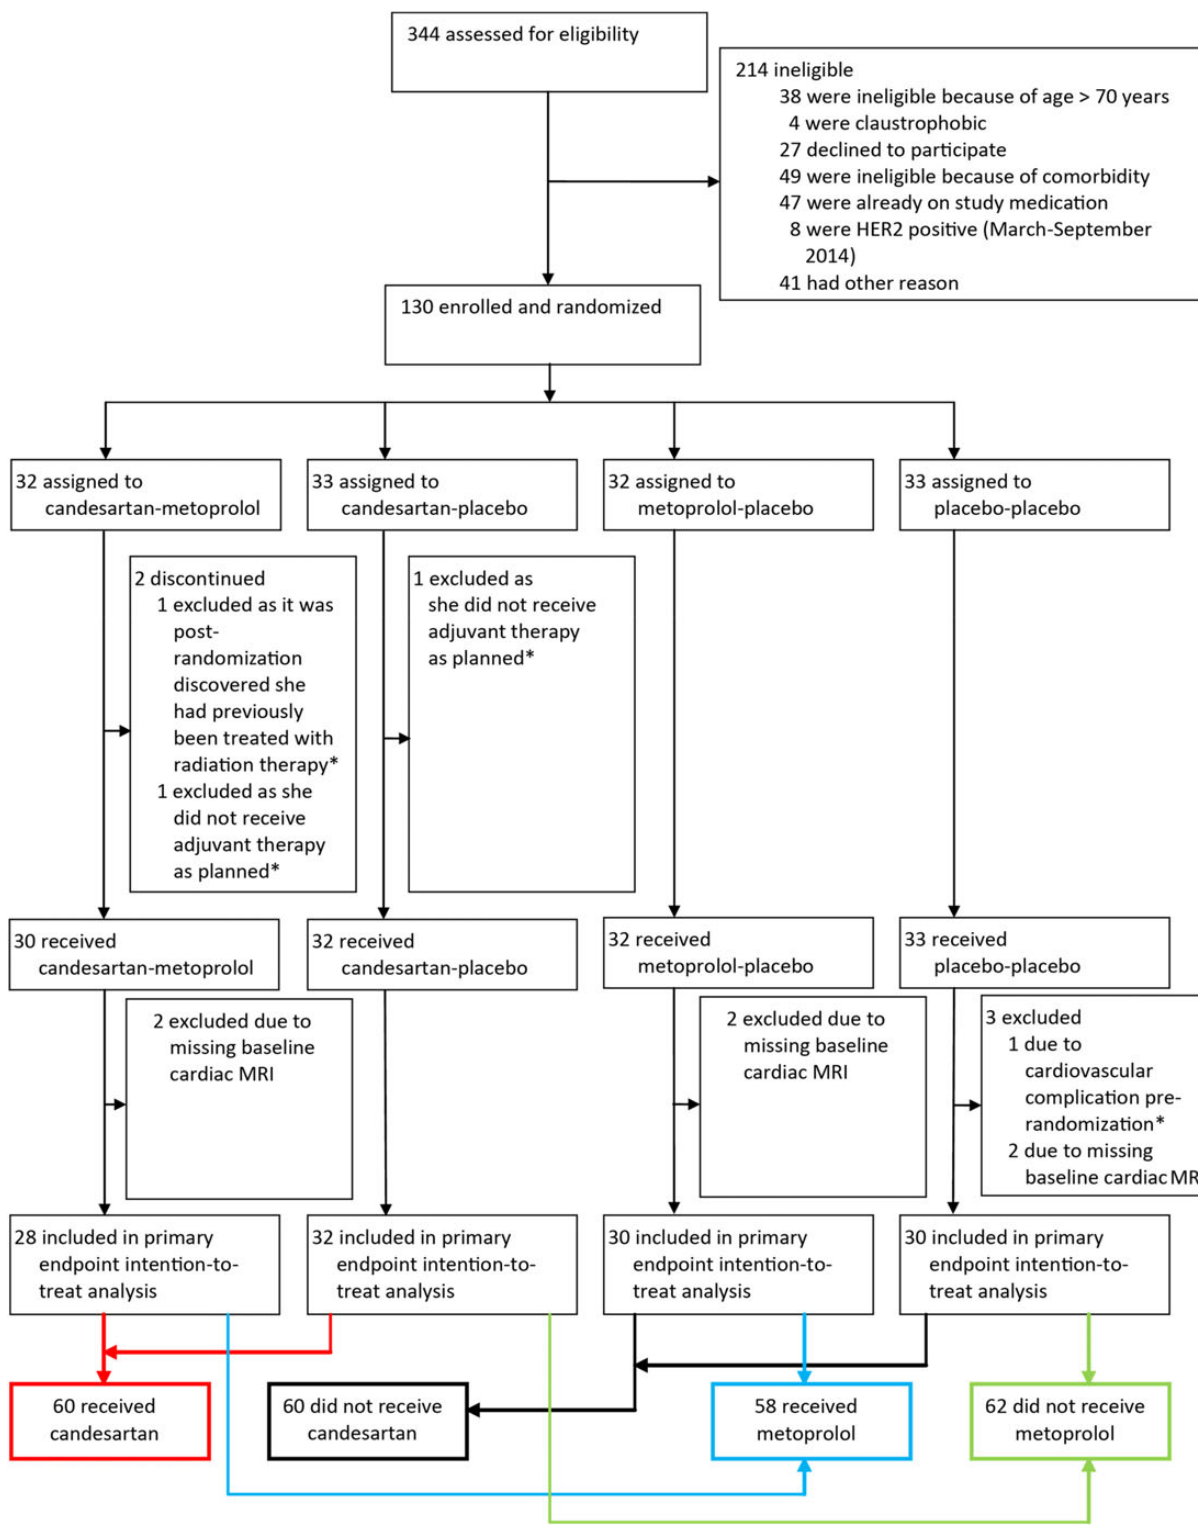 344 assessed for eligibility
214 ineligible
38 were ineligible because of age > 70 years
4 were claustrophobic
27 declined to participate
49 were ineligible because of comorbidity
47 were already on study medication
8 were HER2 positive (March-September
2014)
41 had other reason
130 enrolled and randomized
32 assigned to
candesartan-metoprolol
33 assigned to
candesartan-placebo
32 assigned to
metoprolol-placebo
33 assigned to
placebo-placebo
2 discontinued
1 excluded as it was
post-
randomization
discovered she
had previously
been treated with
radiation therapy*
1 excluded as she
did not receive
adjuvant therapy
as planned*
1 excluded as
she did not receive
adjuvant therapy
as planned*
30 received
candesartan-metoprolol
32 received
candesartan-placebo
32 received
metoprolol-placebo
33 received
placebo-placebo
2 excluded due to
missing baseline
cardiac MRI
2 excluded due to
missing baseline
cardiac MRI
3 excluded
1 due to
cardiovascular
complication pre-
randomization*
2 due to missing
baseline cardiac MR
28 included in primary
endpoint intention-to-
treat analysis
32 included in primary
endpoint intention-to-
treat analysis
30 included in primary
endpoint intention-to-
treat analysis
30 included in primary
endpoint intention-to-
treat analysis
60 received
candesartan
60 did not receive
candesartan
58 received
metoprolol
62 did not receive
metoprolol